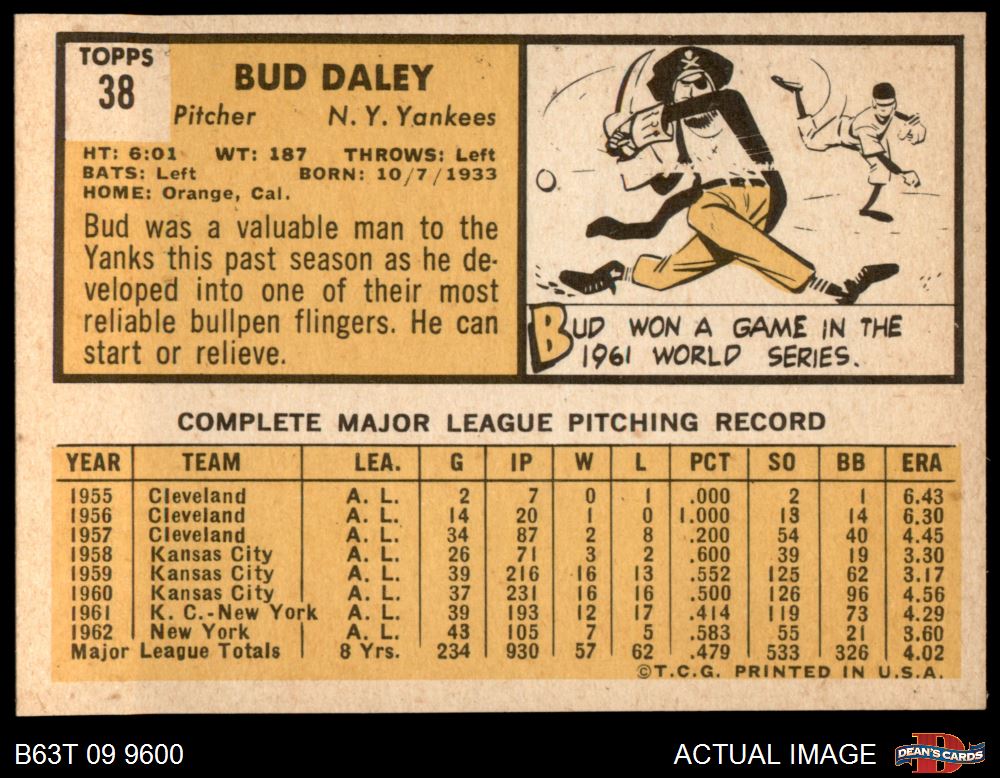 TOPPS
38
BUD DALEY
Pitcher N. Y. Yankees
HT: 6:01 WT: 187 THROWS: Left
BATS: Left BORN: 10/7/1933
HOME: Orange, Cal.
Bud was a valuable man to the
Yanks this past season as he de-
veloped into one of their most
reliable bullpen flingers. He can
start or relieve.
BUD WON A GAME IN THE
1961 WORLD SERIES.
COMPLETE MAJOR LEAGUE PITCHING RECORD
YEAR TEAM LEA. G IP W L PCT SO BB ERA
1955 Cleveland A. L. 2 7 0 1 .000 2 1 6.43
1956 Cleveland A. L. 14 20 1 0 1.000 13 14 6.30
1957 Cleveland A. L. 34 87 2 8 .200 54 40 4.45
1958 Kansas City A. L. 26 71 3 2 .600 39 19 3.30
1959 Kansas City A. L. 39 216 16 13 .552 125 62 3.17
1960 Kansas City A. L. 37 231 16 16 .500 126 96 4.56
1961 K. C.-New York A. L. 39 193 12 17 .414 119 73 4.29
1962 New York A. L. 43 105 7 5 .583 55 21 3.60
Major League Totals 8 Yrs. 234 930 57 62 .479 533 326 4.02
©T.C.G. PRINTED IN U.S.A.
B63T 09 9600 ACTUAL IMAGE DEAN'S CARDS